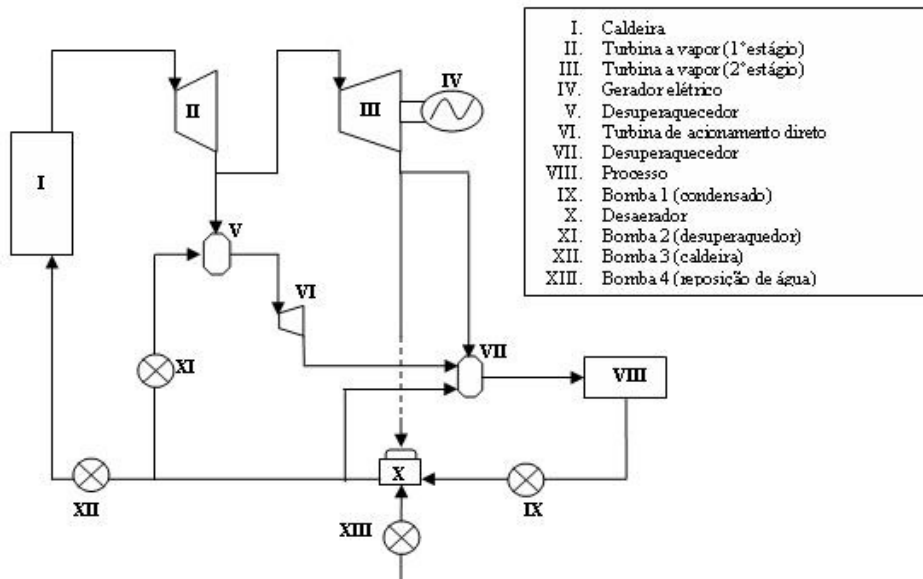 I. Caldeira
II. Turbina a vapor (1°estágio)
III. Turbina a vapor (2°estágio)
IV. Gerador elétrico
V. Desuperaquecedor
VI. Turbina de acionamento direto
VII. Desuperaquecedor
VIII. Processo
IX. Bomba 1 (condensado)
X. Desaerador
XI. Bomba 2 (desuperaquedor)
XII. Bomba 3 (caldeira)
XIII. Bomba 4 (reposição de água)
IV
II
III
I
V
VI
VII
XI
VIII
X
XII
IX
XIII